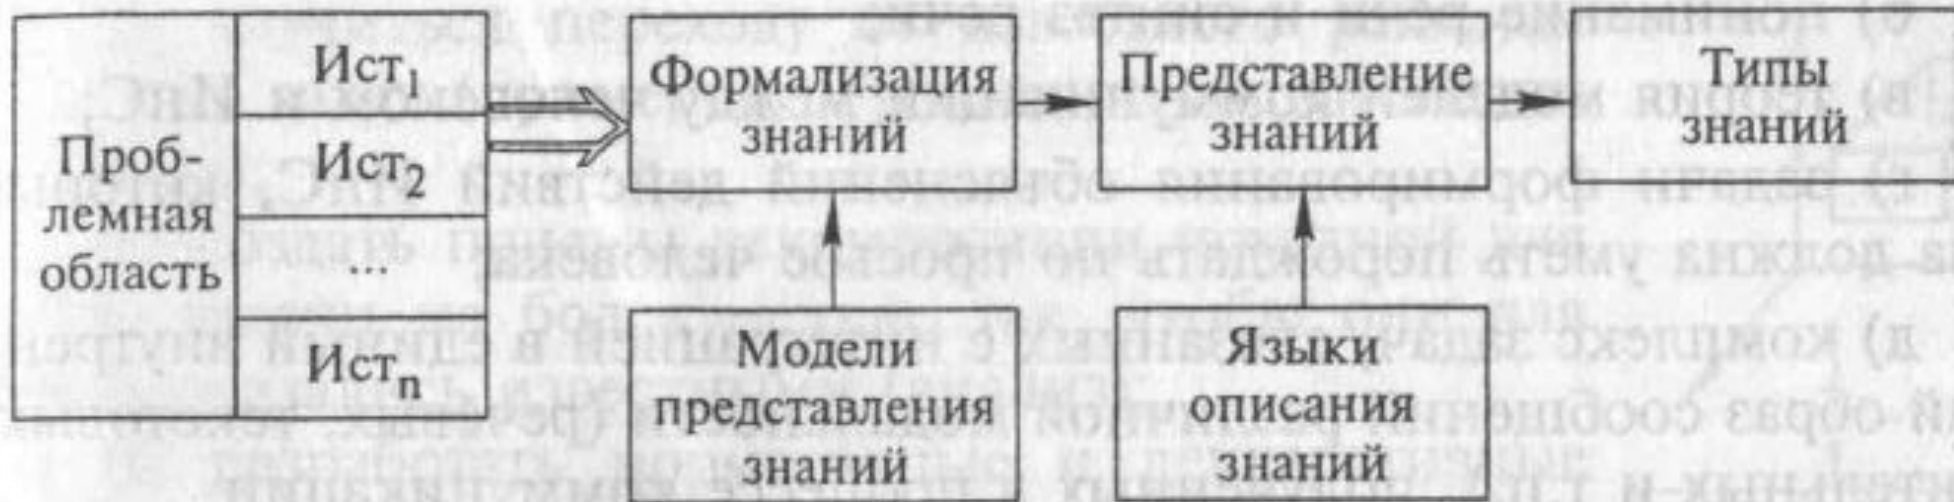 Проб-
лемная
область
Ист1
Ист2
...
Истn
Формализация
знаний
Представление
знаний
Типы
знаний
Модели
представления
знаний
Языки
описания
знаний